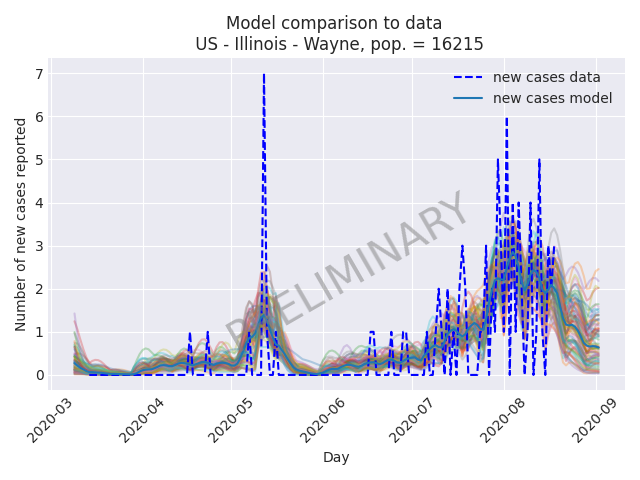 Model comparison to data
US - Illinois - Wayne, pop. = 16215
Number of new cases reported
7
6
5
4
3
2
1
0
new cases data
new cases model
PRELIMINARY
2020-03
2020-04
2020-05
2020-06
2020-07
2020-08
2020-09
Day